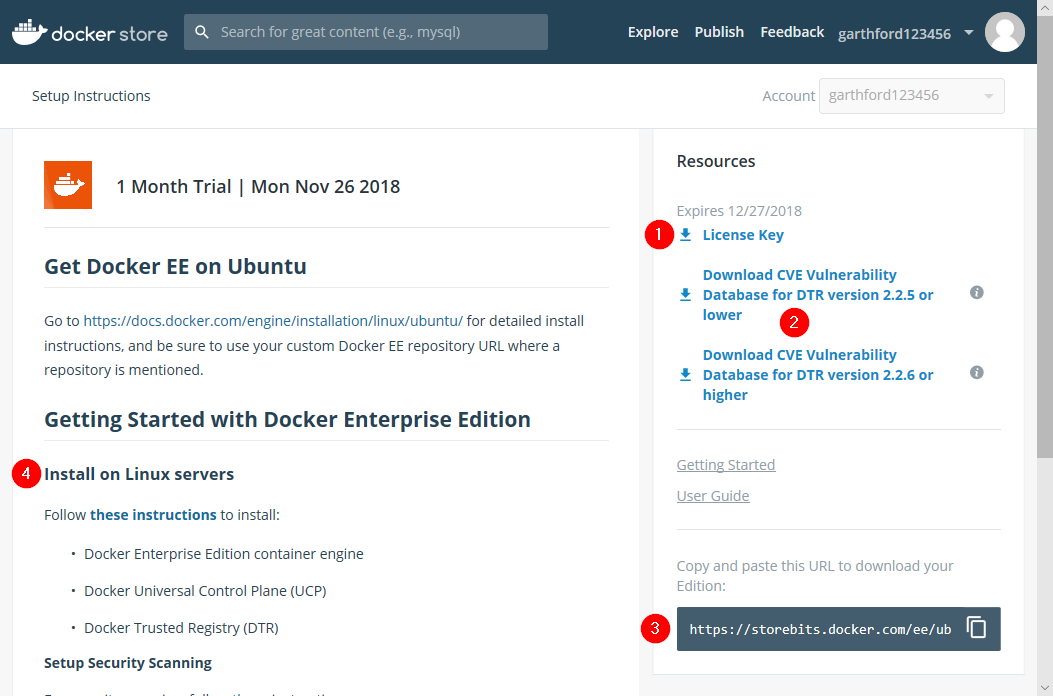 docker store
Search for great content (e.g., mysql)
Explore Publish Feedback garthford123456
Setup Instructions
Account garthford123456
1 Month Trial | Mon Nov 26 2018
Get Docker EE on Ubuntu
Go to https://docs.docker.com/engine/installation/linux/ubuntu/ for detailed install
instructions, and be sure to use your custom Docker EE repository URL where a
repository is mentioned.
Getting Started with Docker Enterprise Edition
4 Install on Linux servers
Follow these instructions to install:
• Docker Enterprise Edition container engine
• Docker Universal Control Plane (UCP)
• Docker Trusted Registry (DTR)
Setup Security Scanning
Resources
Expires 12/27/2018
1 License Key
Download CVE Vulnerability
Database for DTR version 2.2.5 or
lower
2
Download CVE Vulnerability
Database for DTR version 2.2.6 or
higher
Getting Started
User Guide
Copy and paste this URL to download your
Edition:
3 https://storebits.docker.com/ee/ub